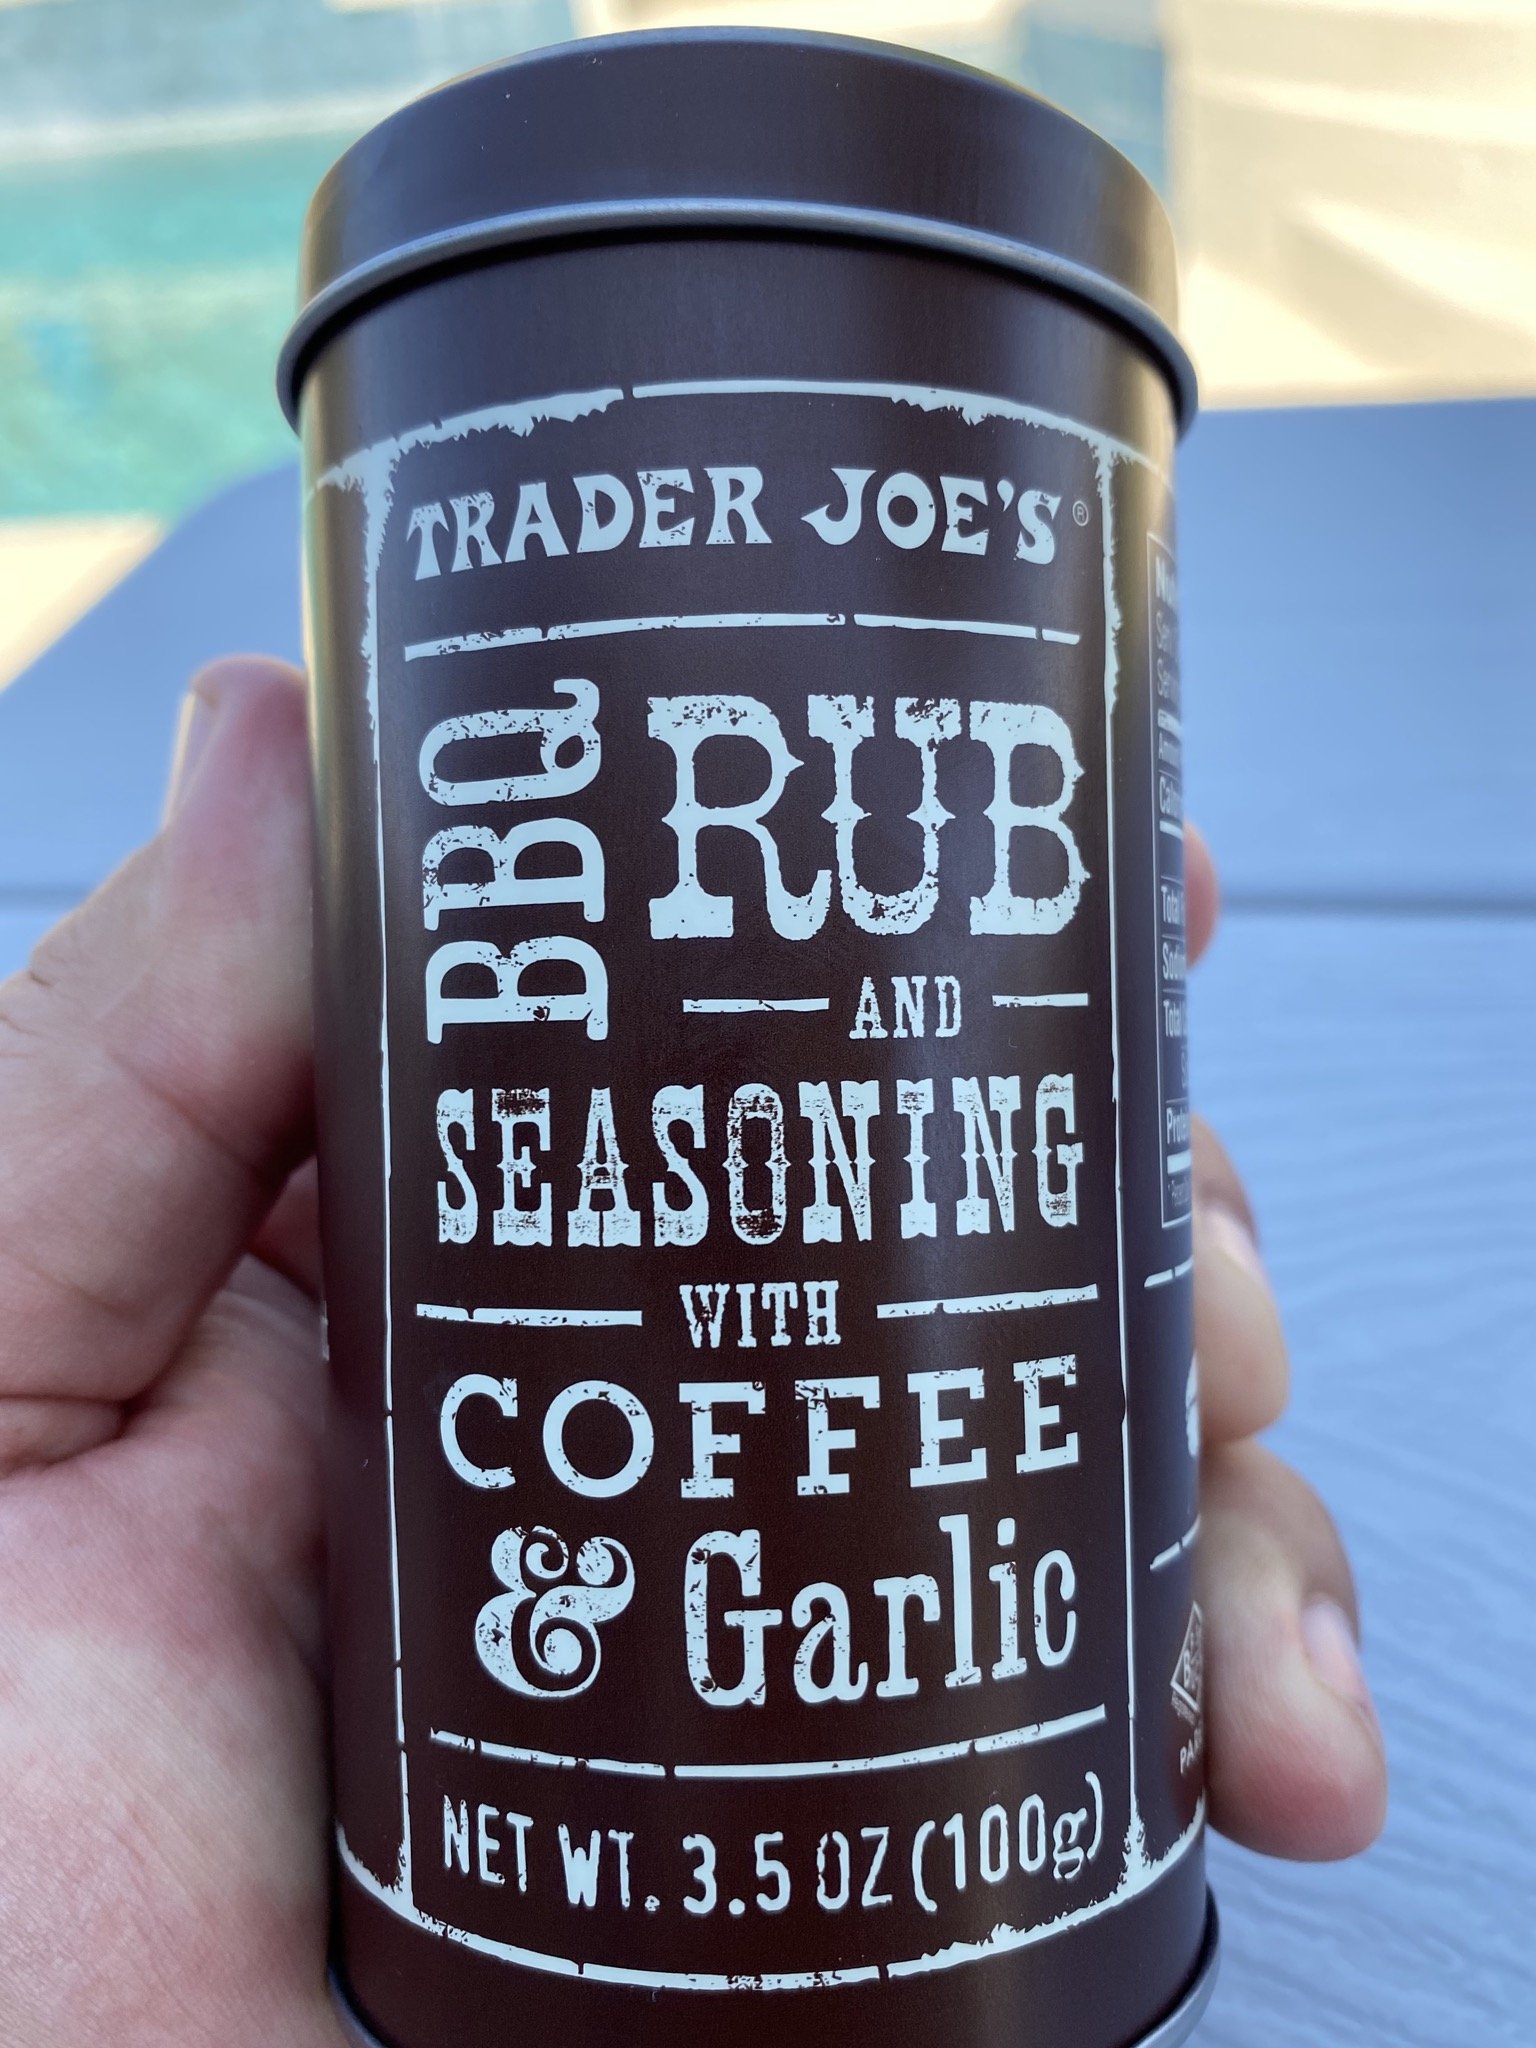 TRADER JOE'S®
BBQ RUB
AND
SEASONING
WITH
COFFEE
& Garlic
NET WT. 3.5 OZ (100g)